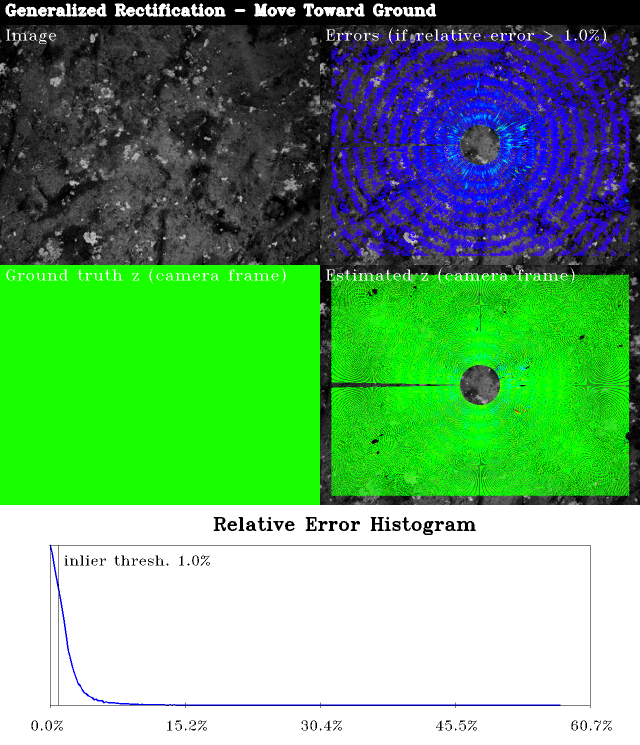 Generalized Rectification - Move Toward Ground
Image
Errors (if relative error > 1.0%)
Ground truth z (camera frame)
Estimated z (camera frame)
Relative Error Histogram
inlier thresh. 1.0%
0.0% 15.2% 30.4% 45.5% 60.7%